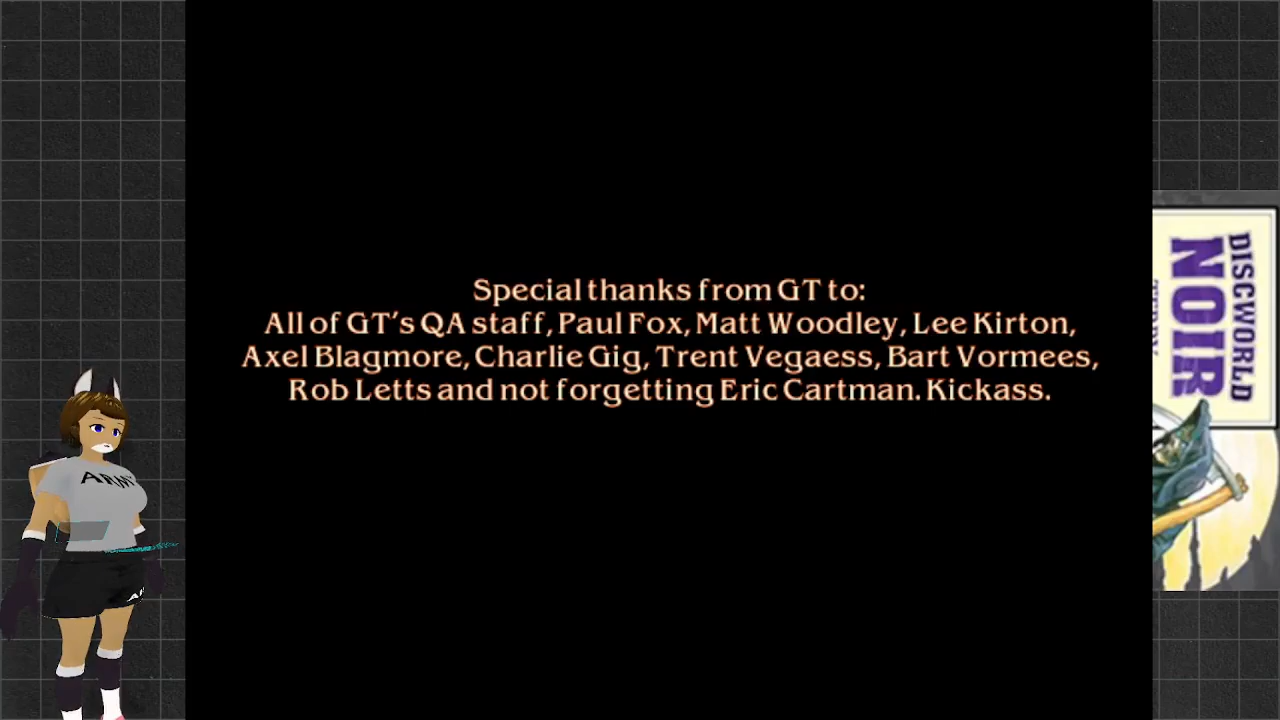 Special thanks from GT to:
All of GT's QA staff, Paul Fox, Matt Woodley, Lee Kirton,
Axel Blagmore, Charlie Gig, Trent Vegaess, Bart Vormees,
Rob Letts and not forgetting Eric Cartman. Kickass.
ARMY
DISCWORLD
NOIR